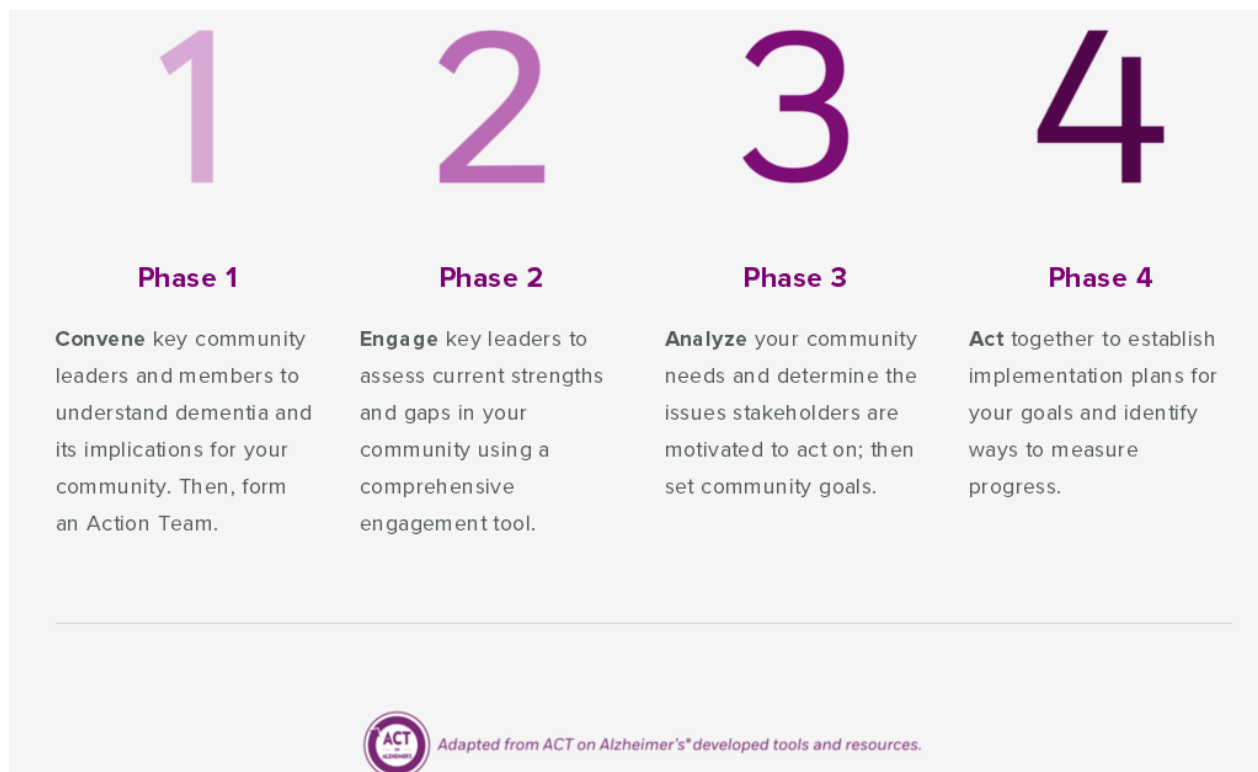 1
2
3
4
Phase 1
Convene key community
leaders and members to
understand dementia and
its implications for your
community. Then, form
an Action Team.
Phase 2
Engage key leaders to
assess current strengths
and gaps in your
community using a
comprehensive
engagement tool.
Phase 3
Analyze your community
needs and determine the
issues stakeholders are
motivated to act on; then
set community goals.
Phase 4
Act together to establish
implementation plans for
your goals and identify
ways to measure
progress.
ACT
ON
ALZHEIMER'S
Adapted from ACT on Alzheimer's® developed tools and resources.